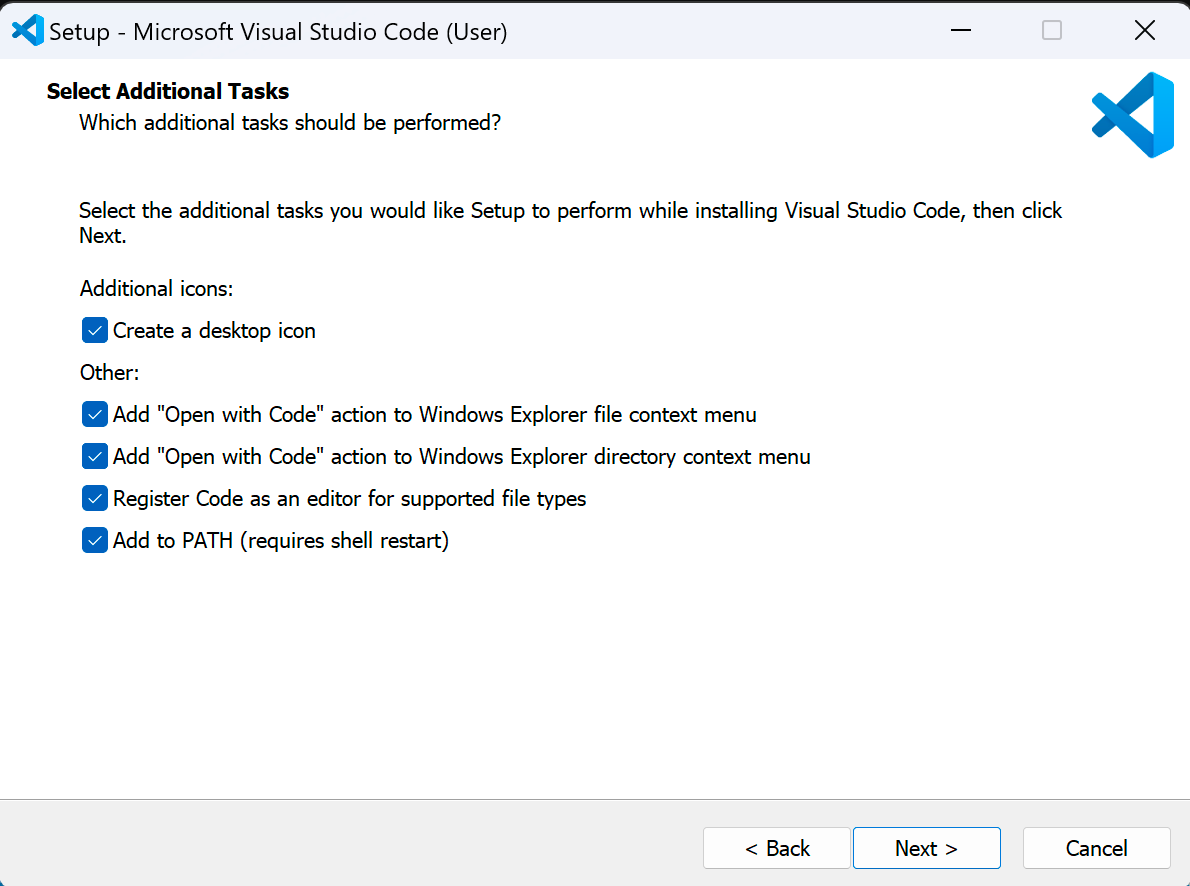 Setup - Microsoft Visual Studio Code (User)
Select Additional Tasks
Which additional tasks should be performed?
Select the additional tasks you would like Setup to perform while installing Visual Studio Code, then click
Next.
Additional icons:
Create a desktop icon
Other:
Add "Open with Code" action to Windows Explorer file context menu
Add "Open with Code" action to Windows Explorer directory context menu
Register Code as an editor for supported file types
Add to PATH (requires shell restart)
< Back
Next >
Cancel